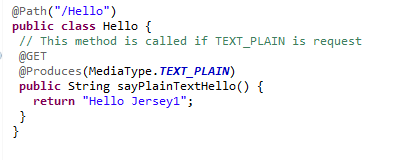 @Path("/Hello")
public class Hello {
// This method is called if TEXT_PLAIN is request
@GET
@Produces(MediaType.TEXT_PLAIN)
public String sayPlainTextHello() {
return "Hello Jersey1";
}
}